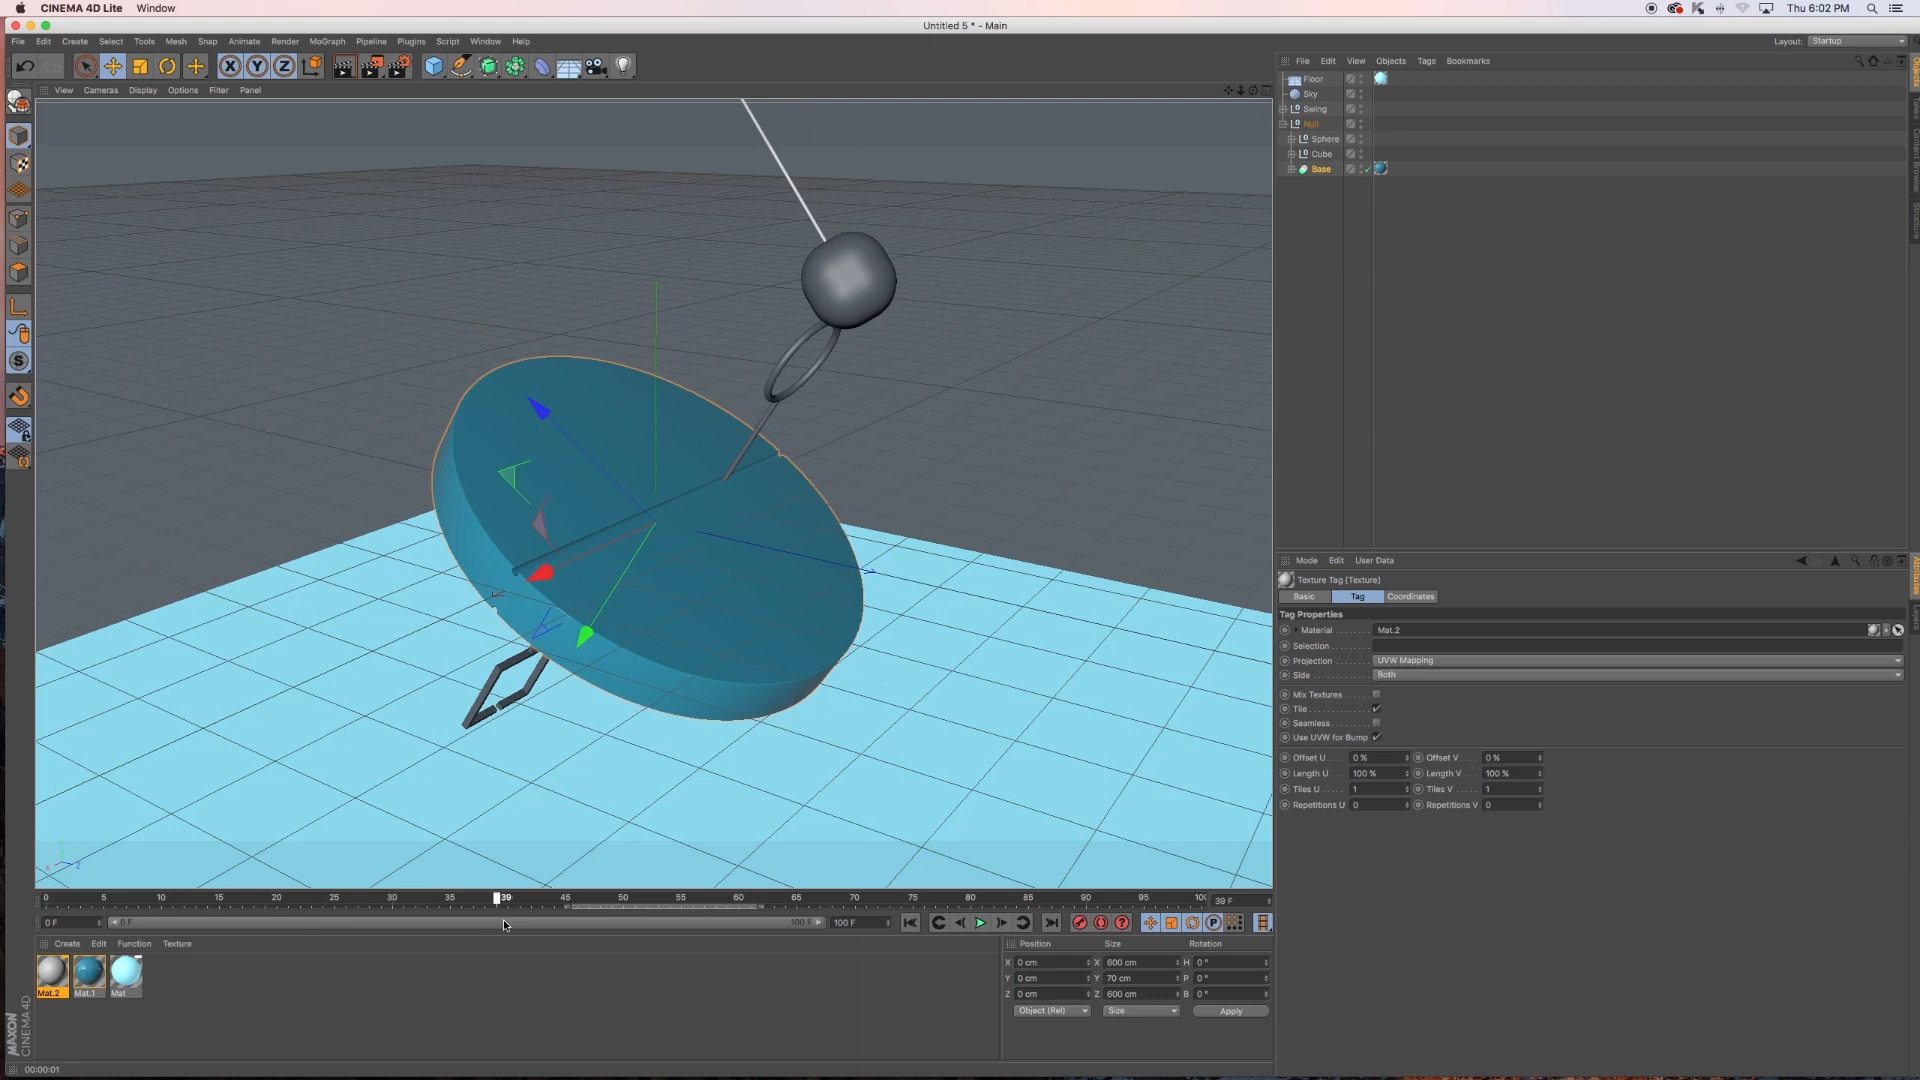 CINEMA 4D Lite Window
Thu 6:02 PM
Untitled 5 * - Main
File Edit Create Select Tools Mesh Snap Animate Render MoGraph Pipeline Plugins Script Window Help
Layout: Startup
View Cameras Display Options Filter Panel
File Edit View Objects Tags Bookmarks
Floor
Sky
Swing
Null
Sphere
Cube
Base
Objects
Takes
Content Browser
Structure
Mode Edit User Data
Texture Tag [Texture]
Basic Tag Coordinates
Tag Properties
Material Mat.2
Selection
Projection UVW Mapping
Side Both
Mix Textures
Tile
Seamless
Use UVW for Bump
Offset U 0 % Offset V 0 %
Length U 100 % Length V 100 %
Tiles U 1 Tiles V 1
Repetitions U 0 Repetitions V 0
Attributes
Layers
0 5 10 15 20 25 30 35 39 45 50 55 60 65 70 75 80 85 90 95 39 F
0 F 0 F 100 F 100 F
Create Edit Function Texture
Mat.2 Mat.1 Mat
Position Size Rotation
X 0 cm X 600 cm H 0 °
Y 0 cm Y 70 cm P 0 °
Z 0 cm Z 600 cm B 0 °
Object (Rel) Size Apply
MAXON
CINEMA 4D
00:00:01